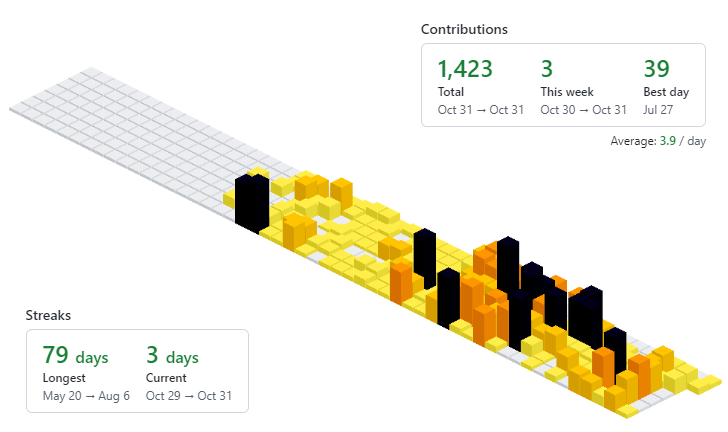 Contributions
1,423 3 39
Total This week Best day
Oct 31 → Oct 31 Oct 30 → Oct 31 Jul 27
Average: 3.9 / day
Streaks
79 days 3 days
Longest Current
May 20 → Aug 6 Oct 29 → Oct 31